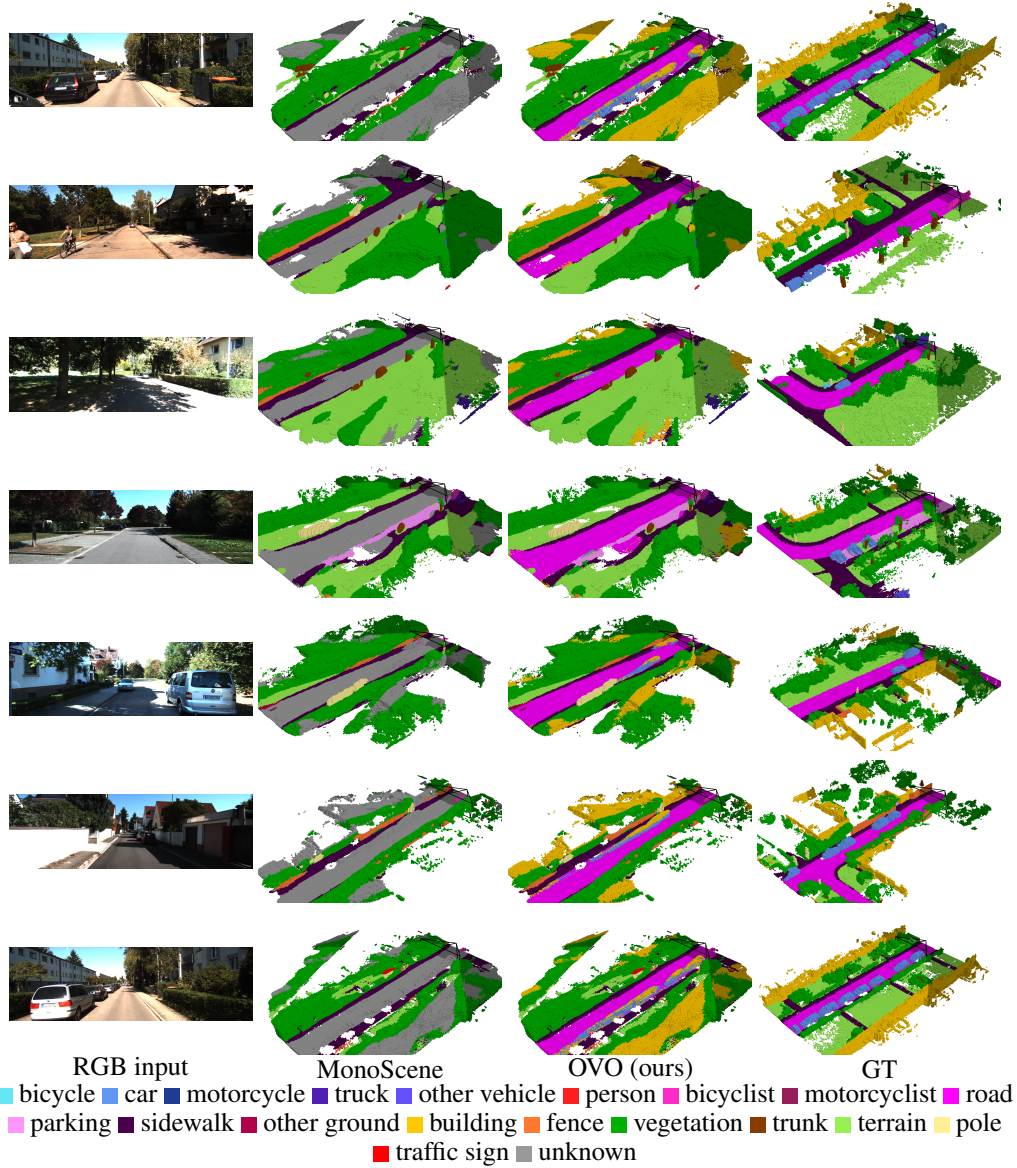 RGB input MonoScene OVO (ours) GT
bicycle car motorcycle truck other vehicle person bicyclist motorcyclist road
parking sidewalk other ground building fence vegetation trunk terrain pole
traffic sign unknown